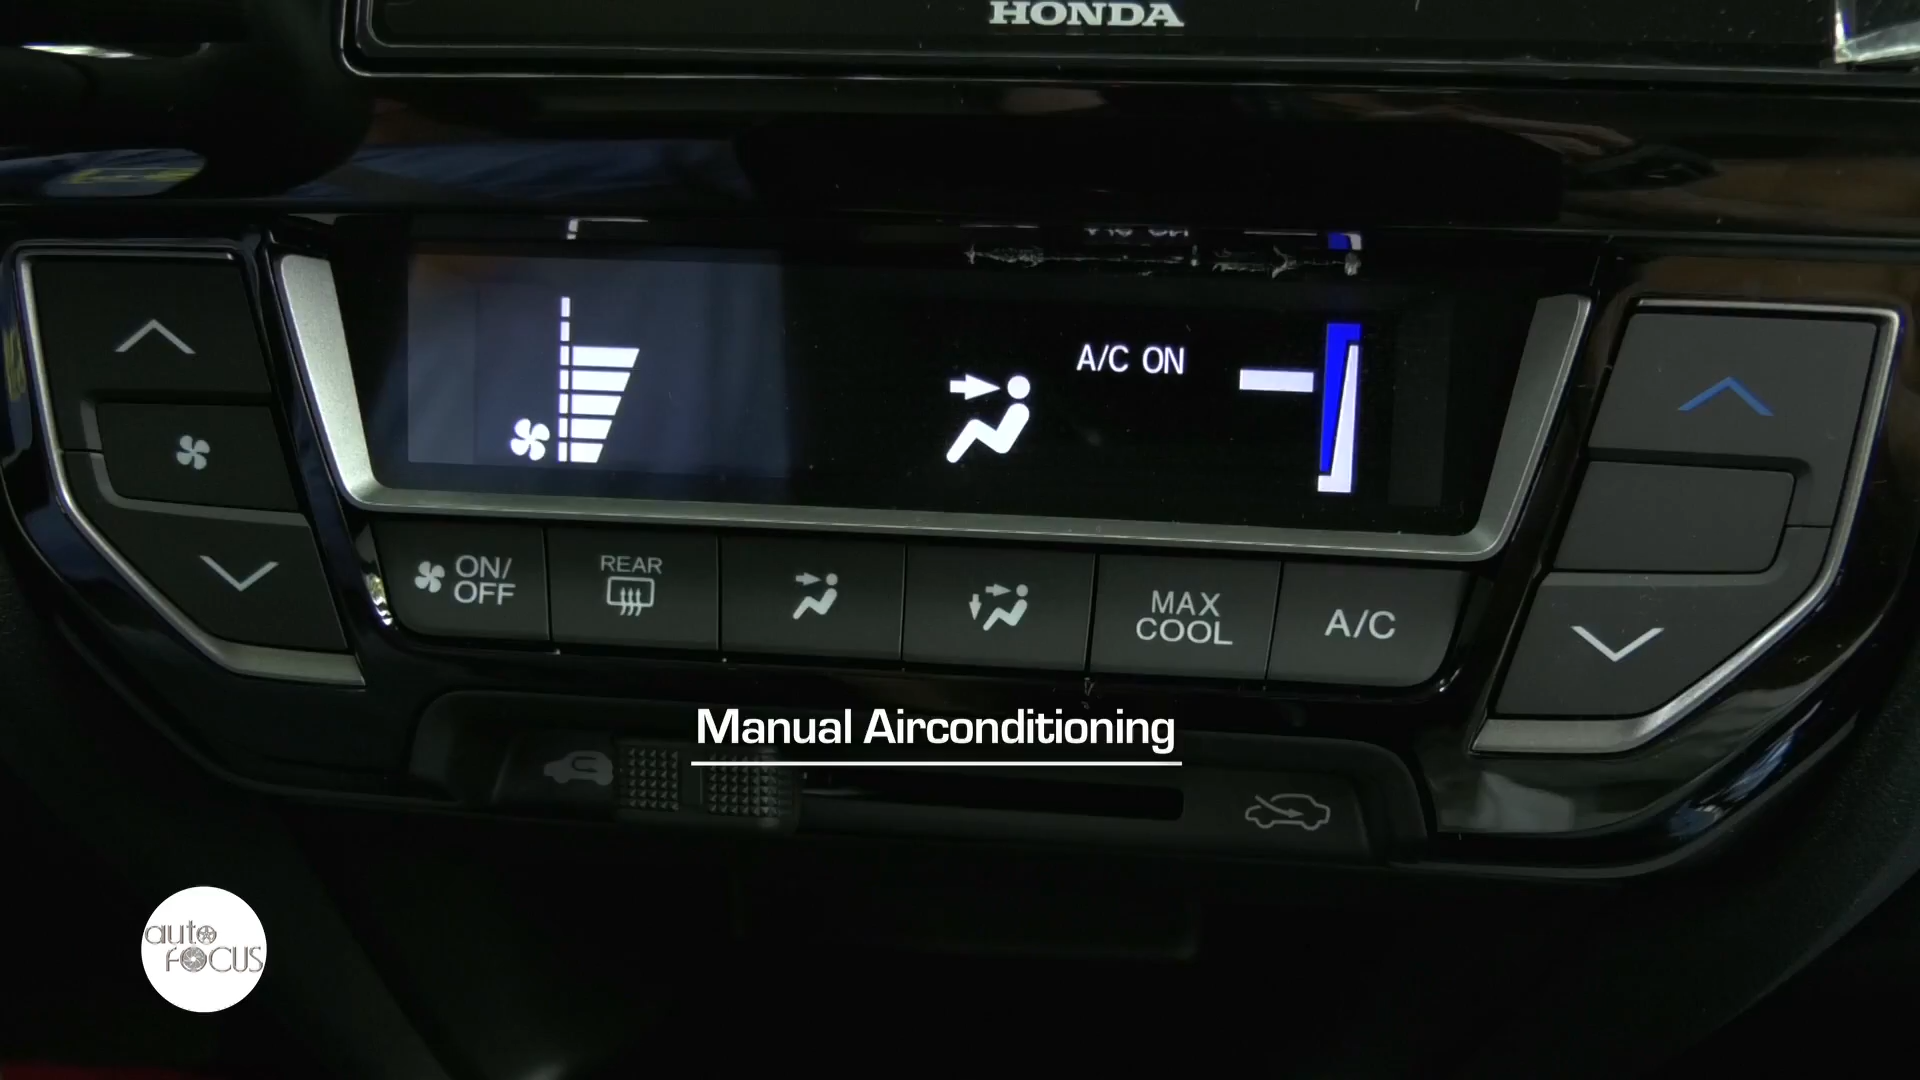 HONDA
A/C ON
ON/
OFF
REAR
MAX
COOL
A/C
Manual Airconditioning
auto
FOCUS